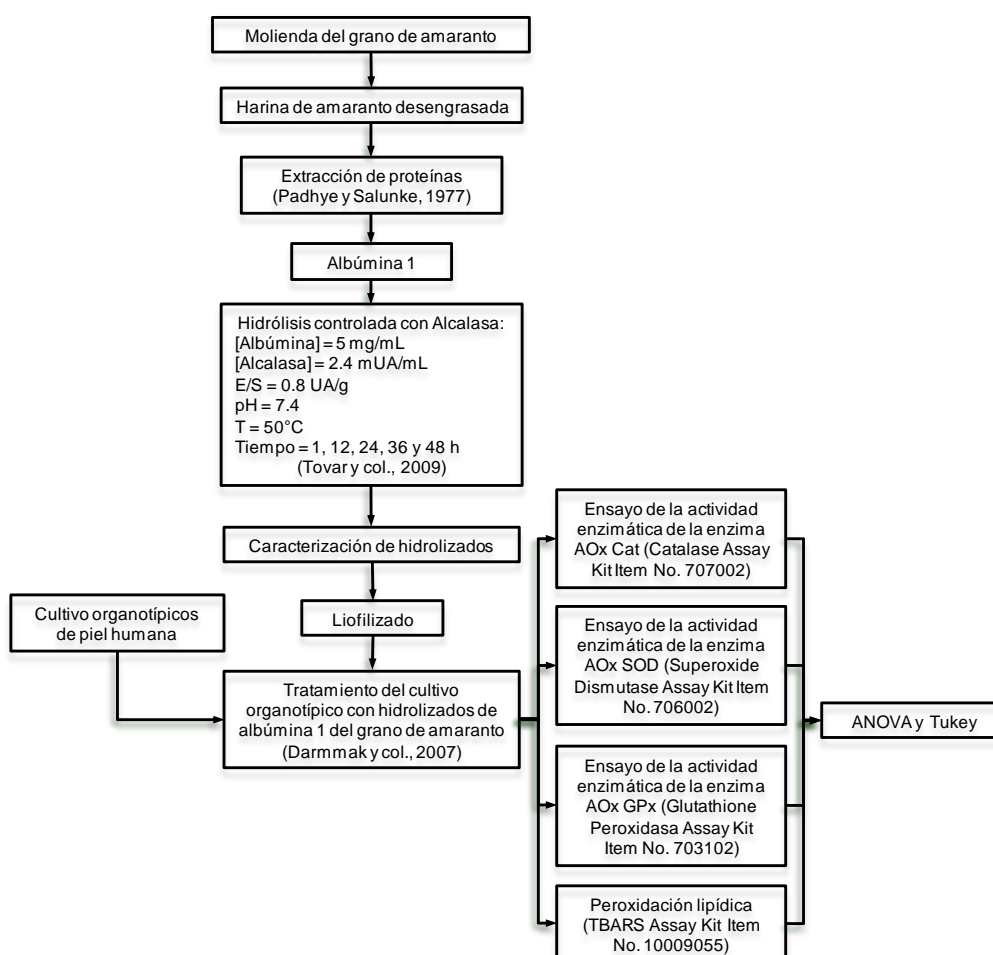 Molienda del grano de amaranto
Harina de amaranto desengrasada
Extracción de proteínas
(Padhye y Salunke, 1977)
Albúmina 1
Hidrólisis controlada con Alcalasa:
[Albúmina] = 5 mg/mL
[Alcalasa] = 2.4 mUA/mL
E/S = 0.8 UA/g
pH = 7.4
T = 50°C
Tiempo = 1, 12, 24, 36 y 48 h
(Tovar y col., 2009)
Caracterización de hidrolizados
Liofilizado
Cultivo organotípicos
de piel humana
Tratamiento del cultivo
organotípico con hidrolizados de
albúmina 1 del grano de amaranto
(Darmmak y col., 2007)
Ensayo de la actividad
enzimática de la enzima
AOx Cat (Catalase Assay
Kit Item No. 707002)
Ensayo de la actividad
enzimática de la enzima
AOx SOD (Superoxide
Dismutase Assay Kit Item
No. 706002)
Ensayo de la actividad
enzimática de la enzima
AOx GPx (Glutathione
Peroxidasa Assay Kit
Item No. 703102)
Peroxidación lipídica
(TBARS Assay Kit Item
No. 10009055)
ANOVA y Tukey